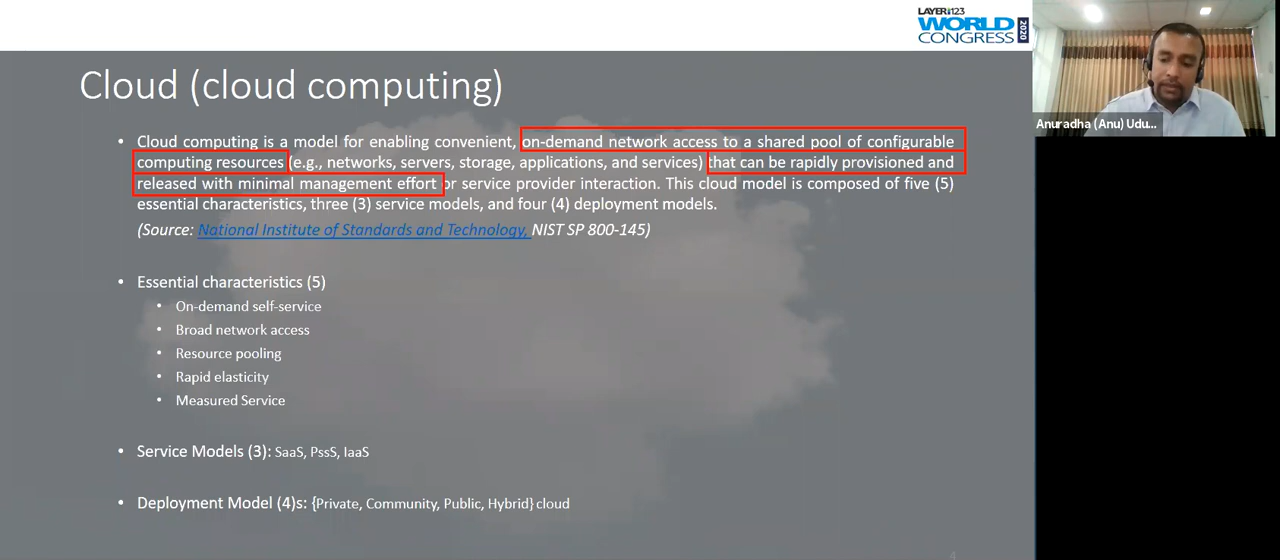 LAYER123
WORLD
CONGRESS 2020
Anuradha (Anu) Udu...
Cloud (cloud computing)
• Cloud computing is a model for enabling convenient, on-demand network access to a shared pool of configurable
computing resources (e.g., networks, servers, storage, applications, and services) that can be rapidly provisioned and
released with minimal management effort or service provider interaction. This cloud model is composed of five (5)
essential characteristics, three (3) service models, and four (4) deployment models.
(Source: National Institute of Standards and Technology, NIST SP 800-145)
• Essential characteristics (5)
• On-demand self-service
• Broad network access
• Resource pooling
• Rapid elasticity
• Measured Service
• Service Models (3): SaaS, PssS, IaaS
• Deployment Model (4)s: {Private, Community, Public, Hybrid} cloud
4